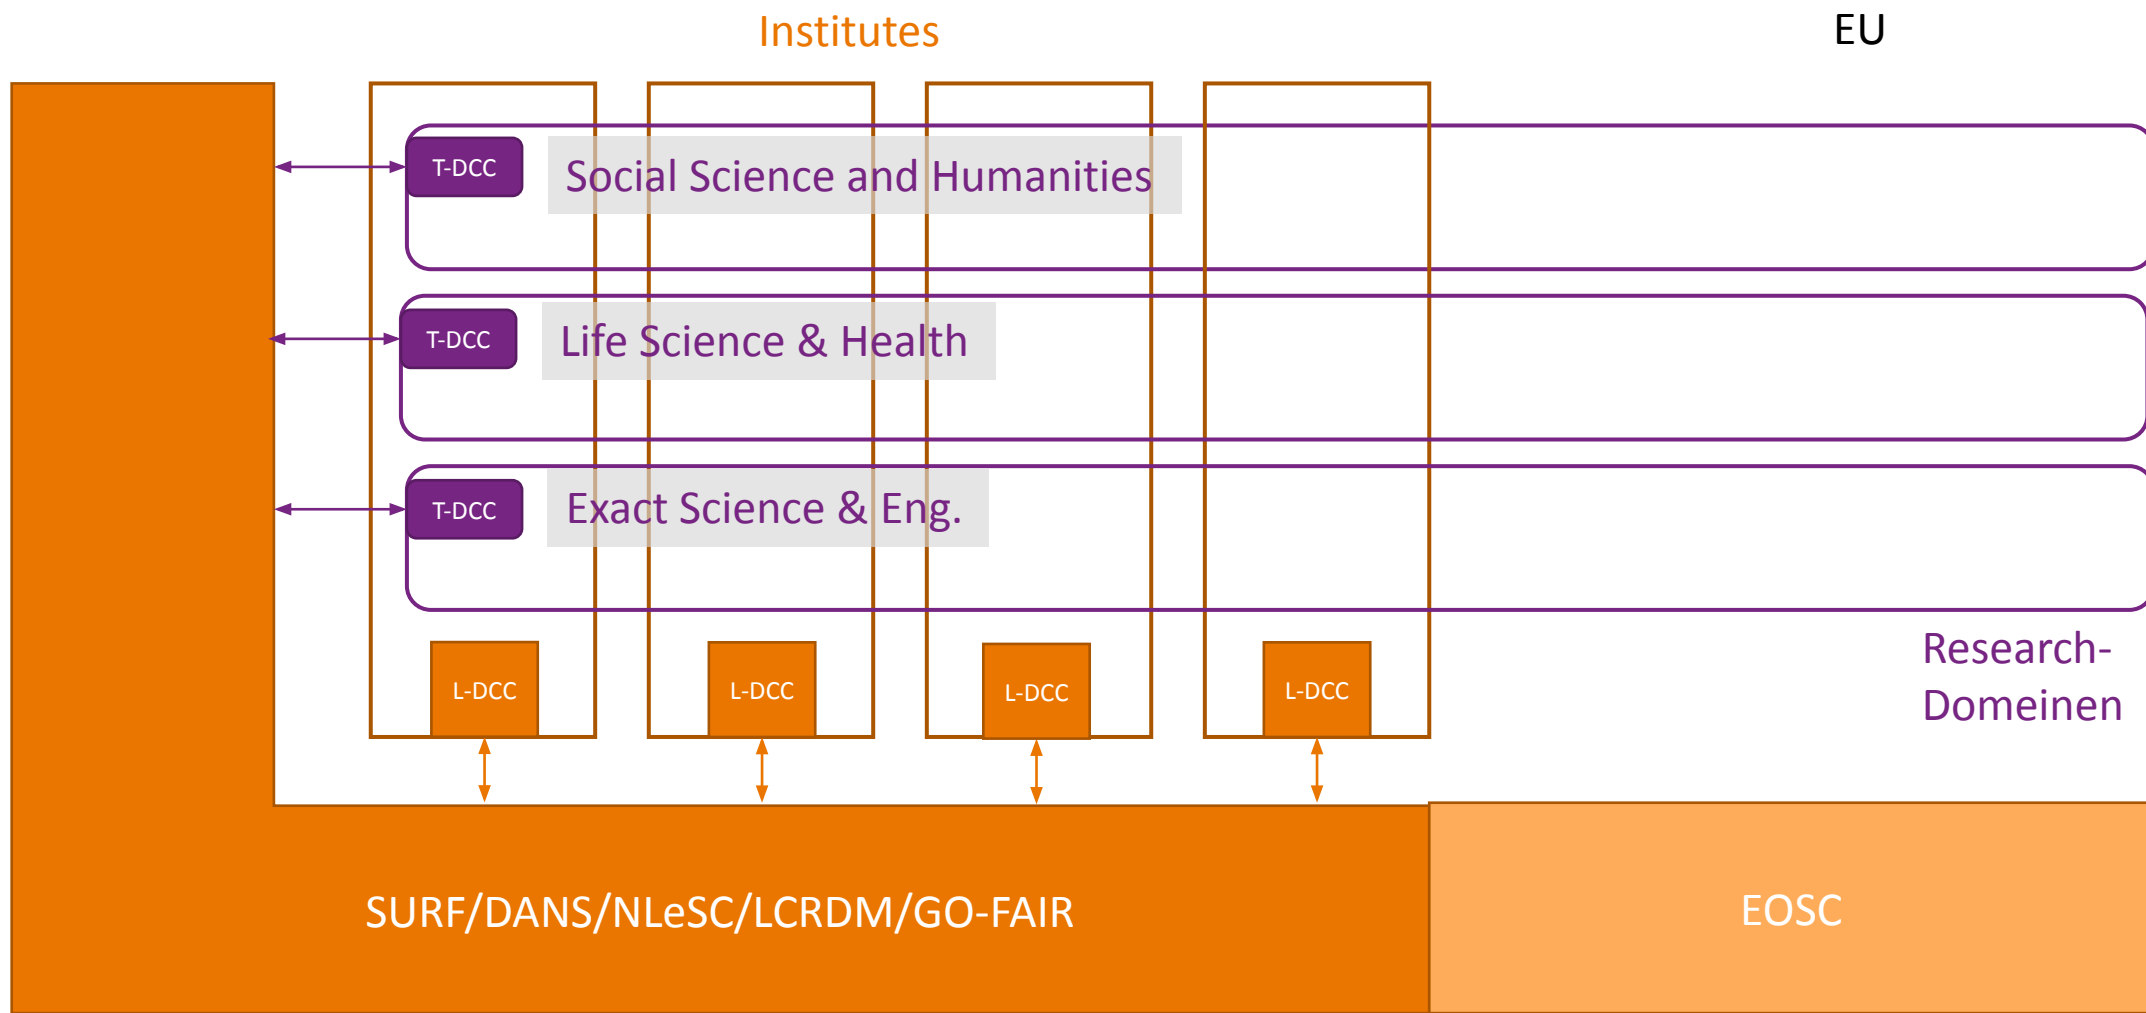 Institutes
EU
T-DCC
Social Science and Humanities
T-DCC
Life Science & Health
T-DCC
Exact Science & Eng.
Research-
Domeinen
L-DCC
L-DCC
L-DCC
L-DCC
SURF/DANS/NLeSC/LCRDM/GO-FAIR
EOSC